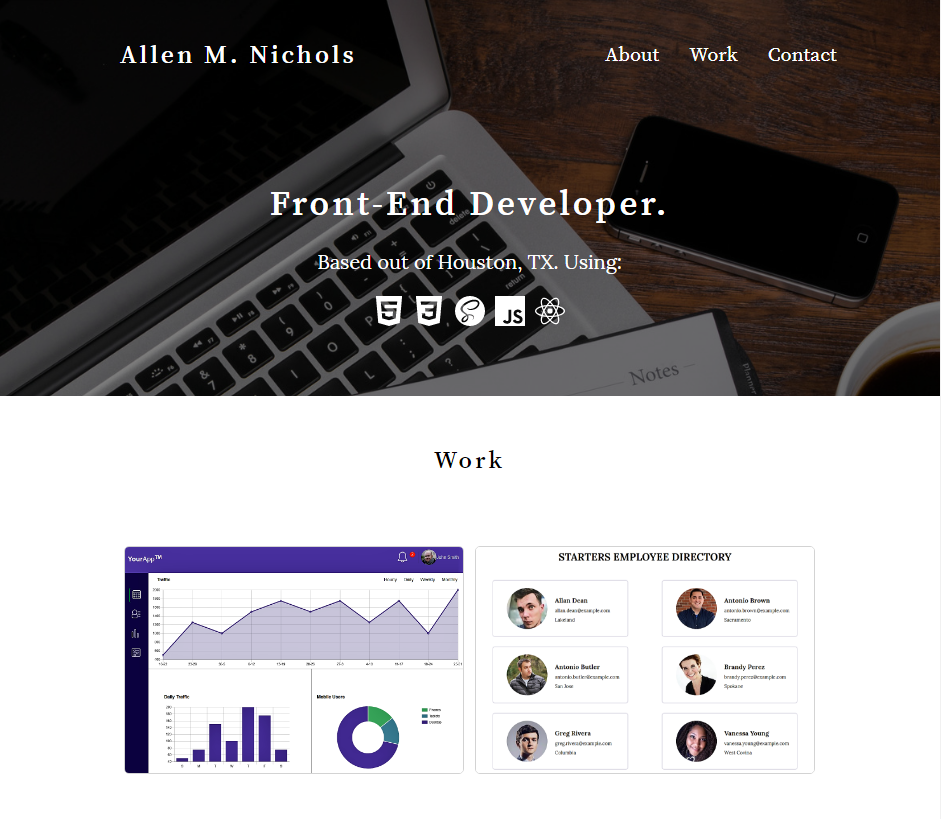 Allen M. Nichols
About Work Contact
Front-End Developer.
Based out of Houston, TX. Using:
JS
delete
return
Notes
Planner
Work
YourApp™
Traffic
Hourly Daily Weekly Monthly
Daily Traffic
Mobile Users
STARTERS EMPLOYEE DIRECTORY
Allan Dean
allan.dean@example.com
Lakeland
Antonio Brown
antonio.brown@example.com
Sacramento
Antonio Butler
antonio.butler@example.com
San Jose
Brandy Perez
brandy.perez@example.com
Spokane
Greg Rivera
greg.rivera@example.com
Columbia
Vanessa Young
vanessa.young@example.com
West Covina